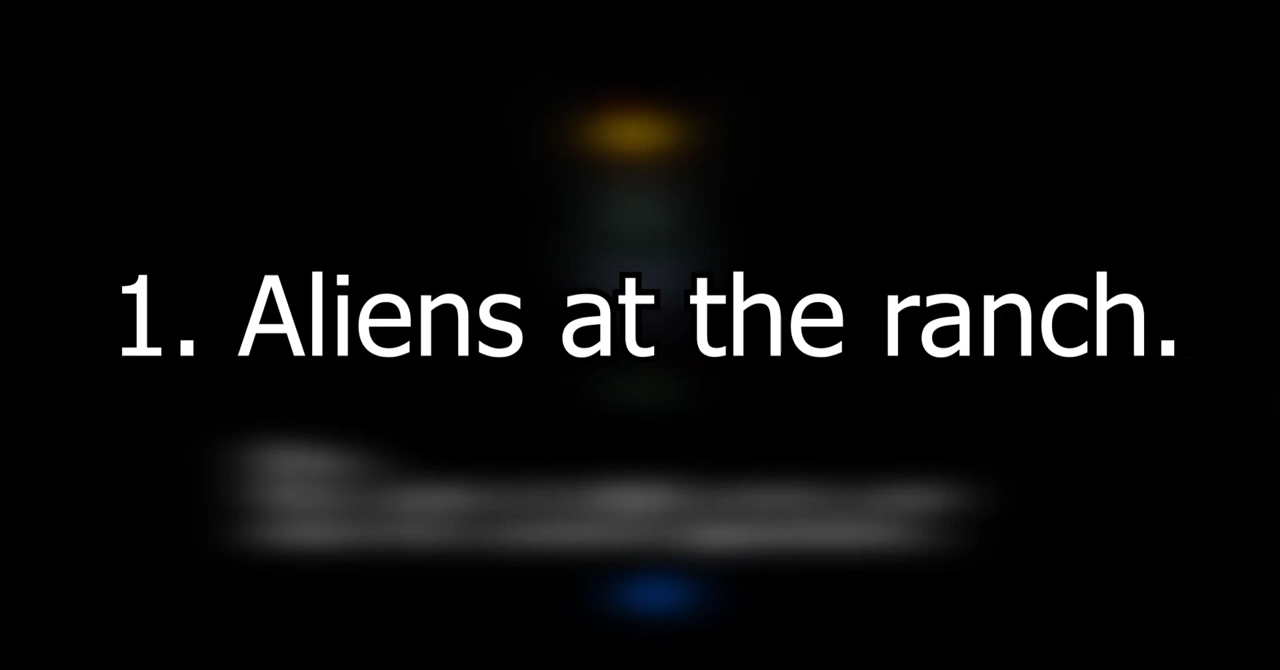 1. Aliens at the ranch.